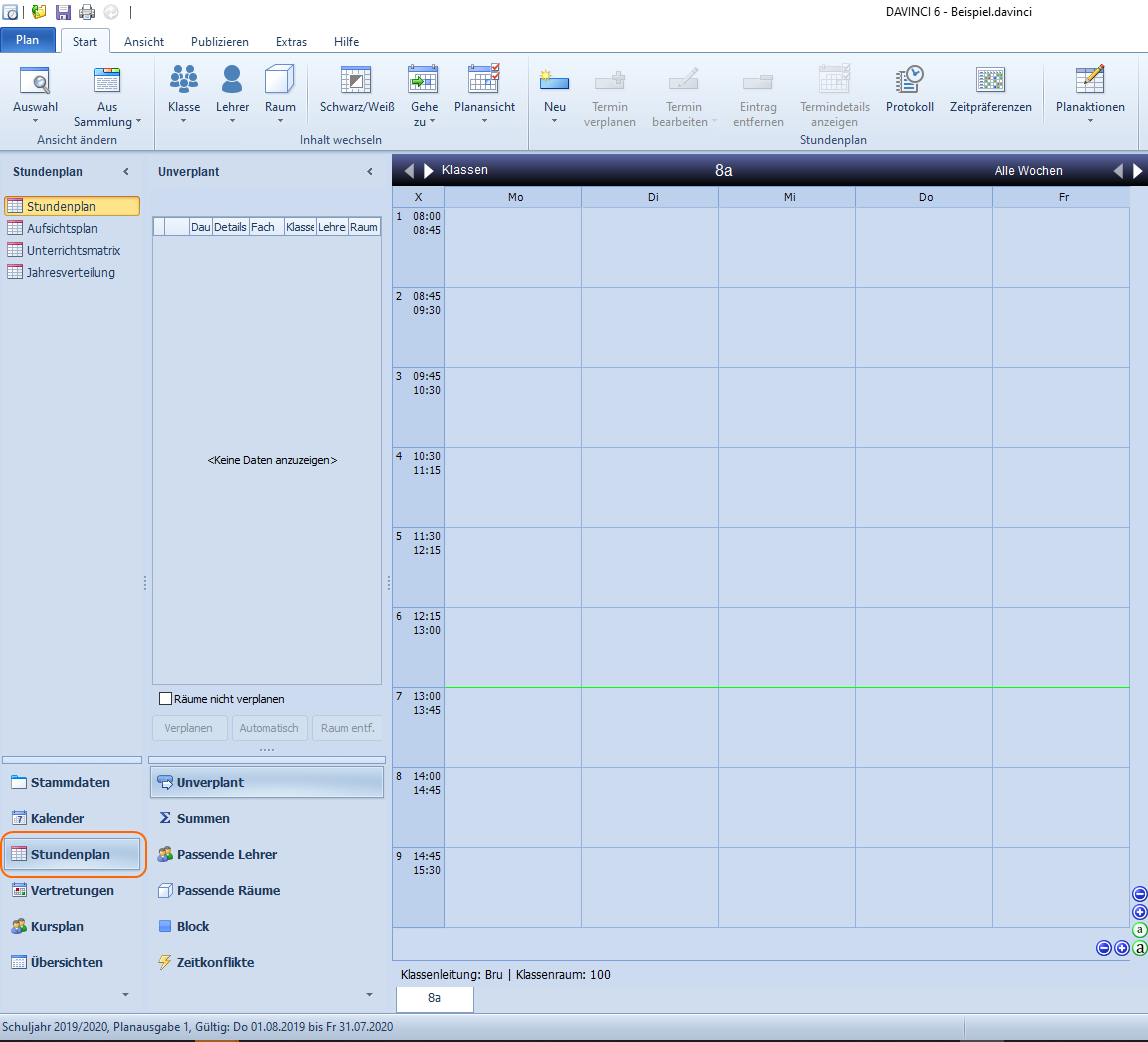 DAVINCI 6 - Beispiel.davinci
Plan Start Ansicht Publizieren Extras Hilfe
Auswahl Aus Sammlung Klasse Lehrer Raum Schwarz/Weiß Gehe zu Planansicht Neu Termin verplanen Termin bearbeiten Eintrag entfernen Termindetails anzeigen Protokoll Zeitpräferenzen Planaktionen
Ansicht ändern Inhalt wechseln Stundenplan
Stundenplan
Stundenplan
Aufsichtsplan
Unterrichtsmatrix
Jahresverteilung
Stammdaten
7 Kalender
Stundenplan
Vertretungen
Kursplan
Übersichten
Unverplant
Dau Details Fach Klasse Lehre Raum
<Keine Daten anzuzeigen>
Räume nicht verplanen
Verplanen Automatisch Raum entf.
Unverplant
Σ Summen
Passende Lehrer
Passende Räume
Block
Zeitkonflikte
Klassen 8a Alle Wochen
X Mo Di Mi Do Fr
1 08:00
08:45
2 08:45
09:30
3 09:45
10:30
4 10:30
11:15
5 11:30
12:15
6 12:15
13:00
7 13:00
13:45
8 14:00
14:45
9 14:45
15:30
a
a
Klassenleitung: Bru | Klassenraum: 100
8a
Schuljahr 2019/2020, Planausgabe 1, Gültig: Do 01.08.2019 bis Fr 31.07.2020